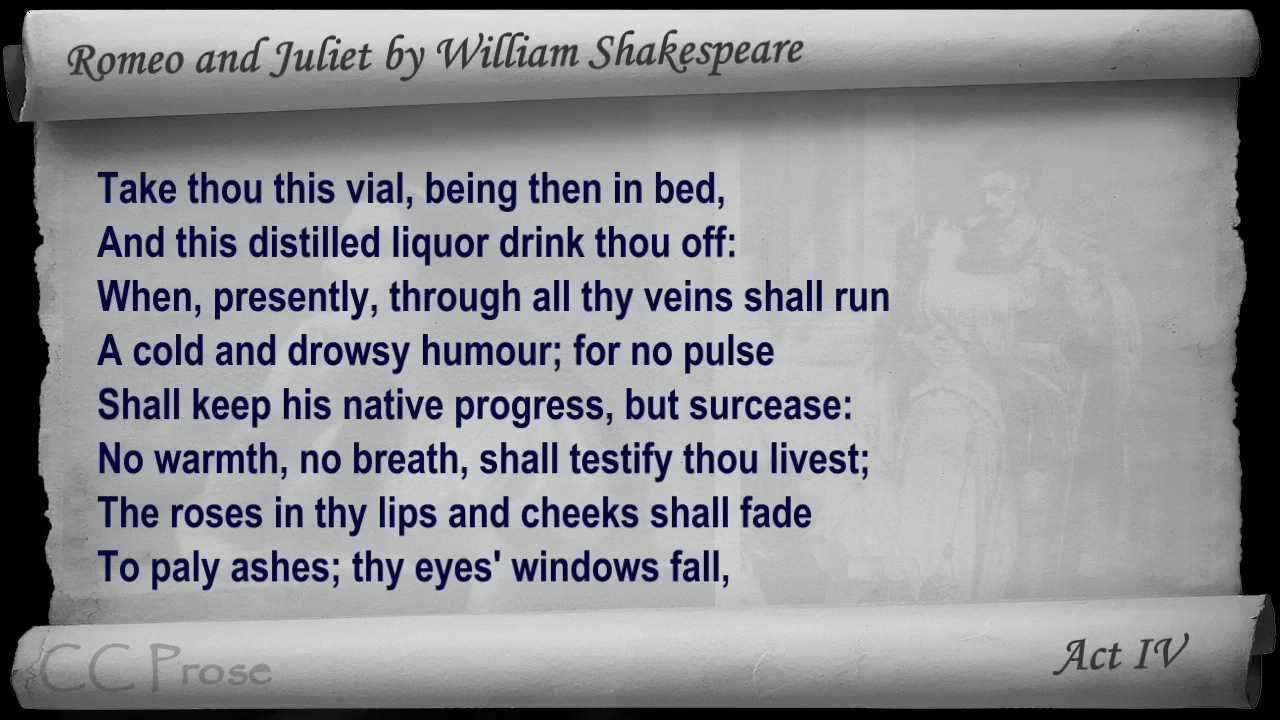 Romeo and Juliet by William Shakespeare
Take thou this vial, being then in bed,
And this distilled liquor drink thou off:
When, presently, through all thy veins shall run
A cold and drowsy humour; for no pulse
Shall keep his native progress, but surcease:
No warmth, no breath, shall testify thou livest;
The roses in thy lips and cheeks shall fade
To paly ashes; thy eyes' windows fall,
CC Prose
Act IV